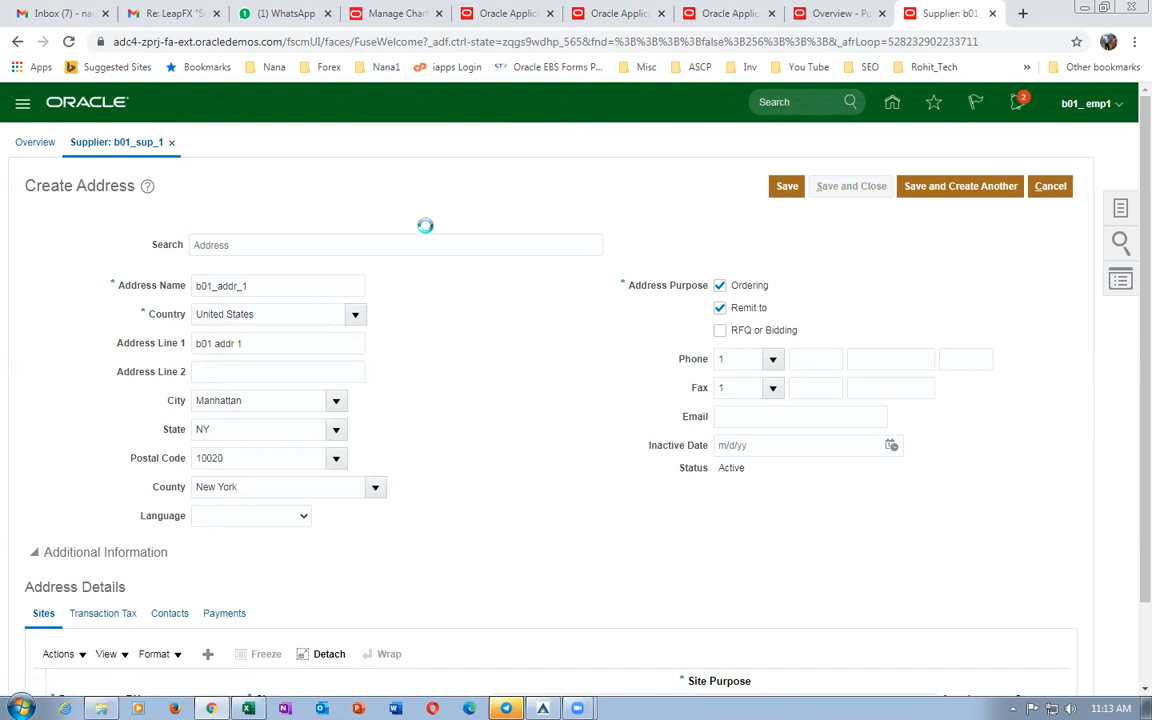 Inbox (7) - nanawar
Re: LeapFX "S
(1) WhatsApp
Manage Char
Oracle Applica
Oracle Applic
Oracle Applic
Overview - Pu
Supplier: b01
adc4-zprj-fa-ext.oracledemos.com/fscmUI/faces/FuseWelcome?_adf.ctrl-state=zqgs9wdhp_565&fnd=%3B%3B%3B%3Bfalse%3B256%3B%3B%3B&_afrLoop=528232902233711
Apps
Suggested Sites
Bookmarks
Nana
Forex
Nana1
iapps Login
Oracle EBS Forms P...
Misc
ASCP
Inv
You Tube
SEO
Rohit_Tech
»
Other bookmarks
ORACLE
Search
2
b01_ emp1
Overview
Supplier: b01_sup_1
Create Address
Save
Save and Close
Save and Create Another
Cancel
Search
Address
* Address Name
b01_addr_1
* Country
United States
Address Line 1
b01 addr 1
Address Line 2
City
Manhattan
State
NY
Postal Code
10020
County
New York
Language
* Address Purpose
Ordering
Remit to
RFQ or Bidding
Phone
1
Fax
1
Email
Inactive Date
m/d/yy
Status
Active
Additional Information
Address Details
Sites
Transaction Tax
Contacts
Payments
Actions
View
Format
Freeze
Detach
Wrap
* Site Purpose
11:13 AM